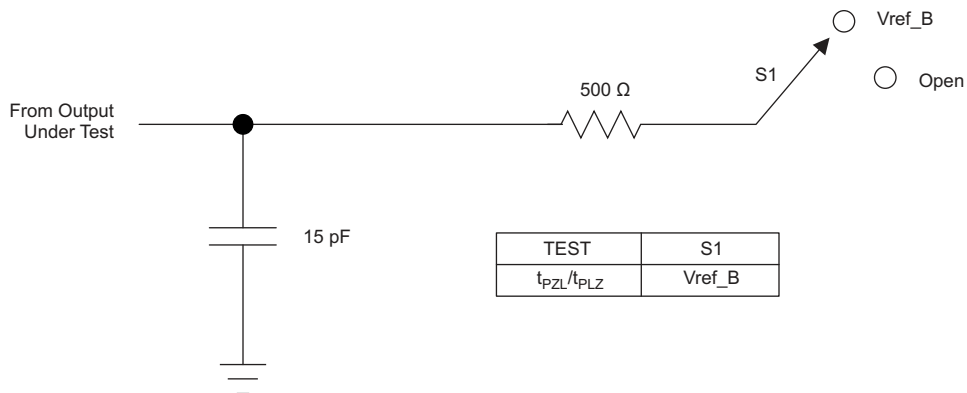 Vref_B
S1
Open
500 Ω
From Output
Under Test
15 pF
TEST S1
tPZL/tPLZ Vref_B